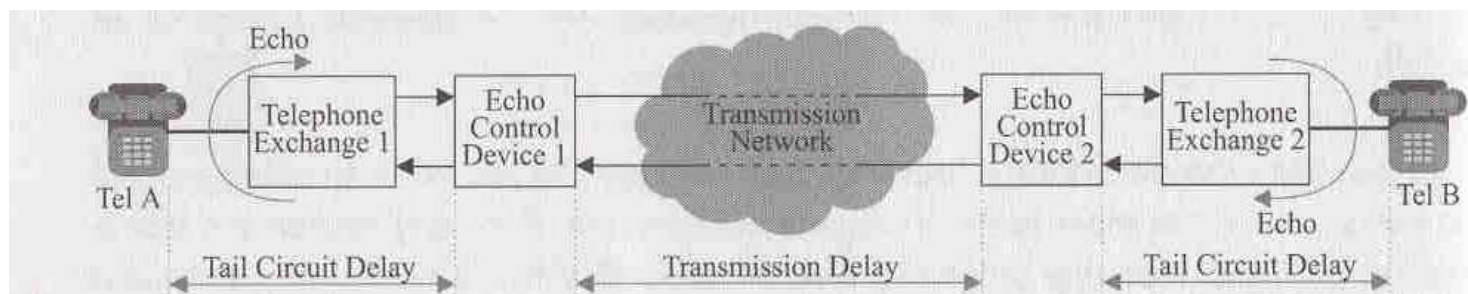 Echo
Tel A
Telephone
Exchange 1
Echo
Control
Device 1
Transmission
Network
Echo
Control
Device 2
Telephone
Exchange 2
Echo
Tel B
Tail Circuit Delay
Transmission Delay
Tail Circuit Delay